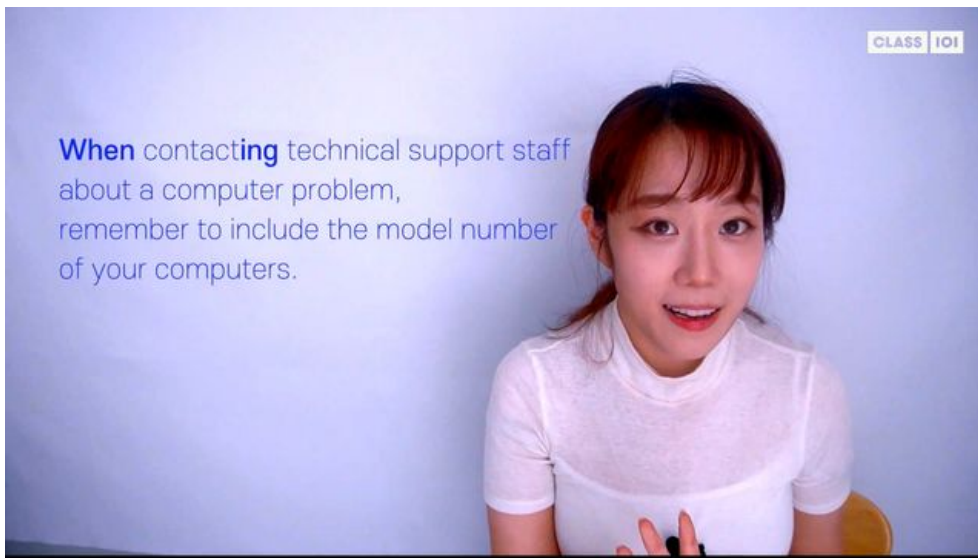 CLASS 101
When contacting technical support staff
about a computer problem,
remember to include the model number
of your computers.